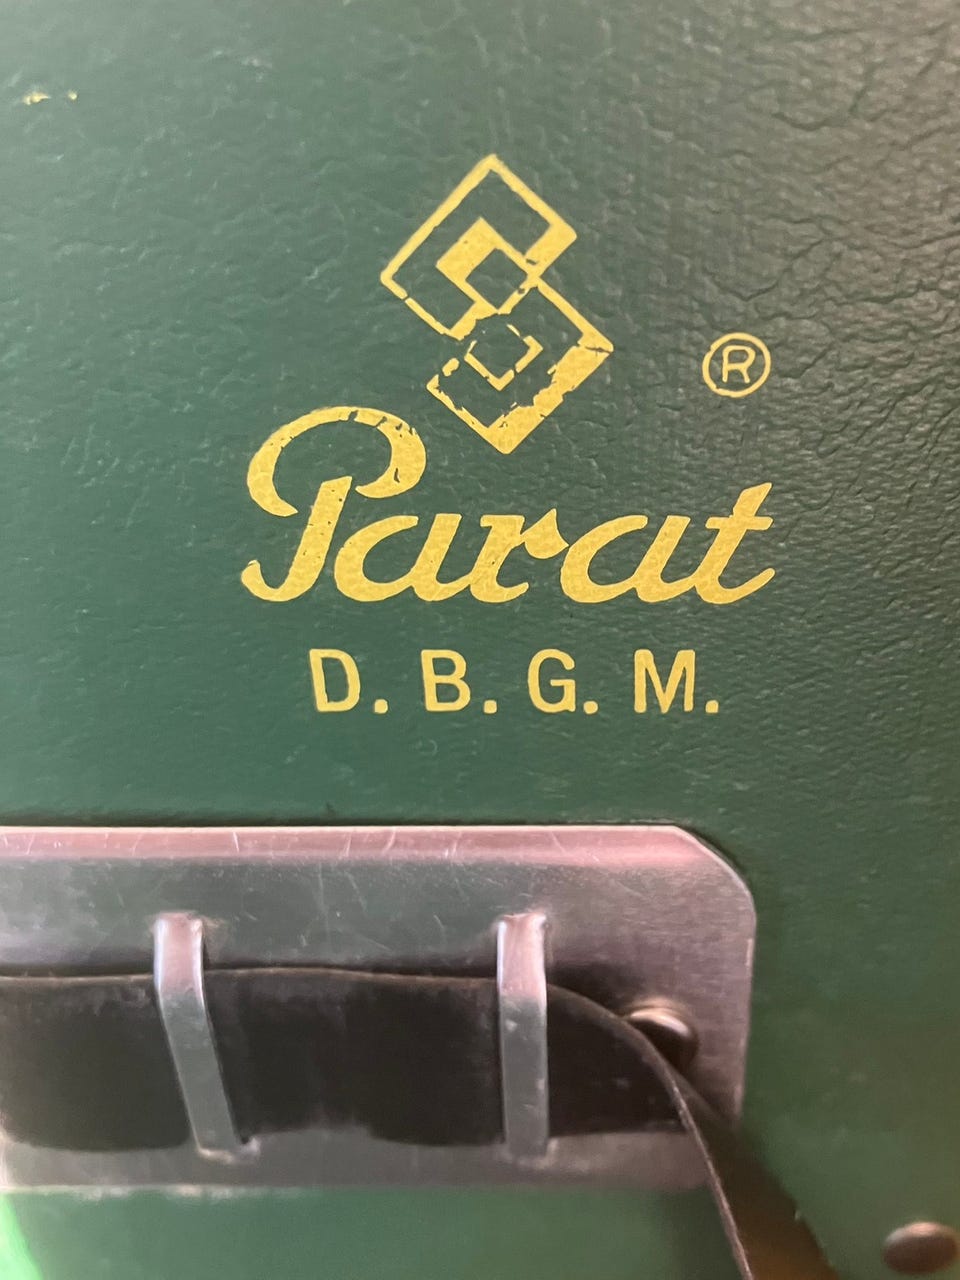 ®
Parat
D. B. G. M.